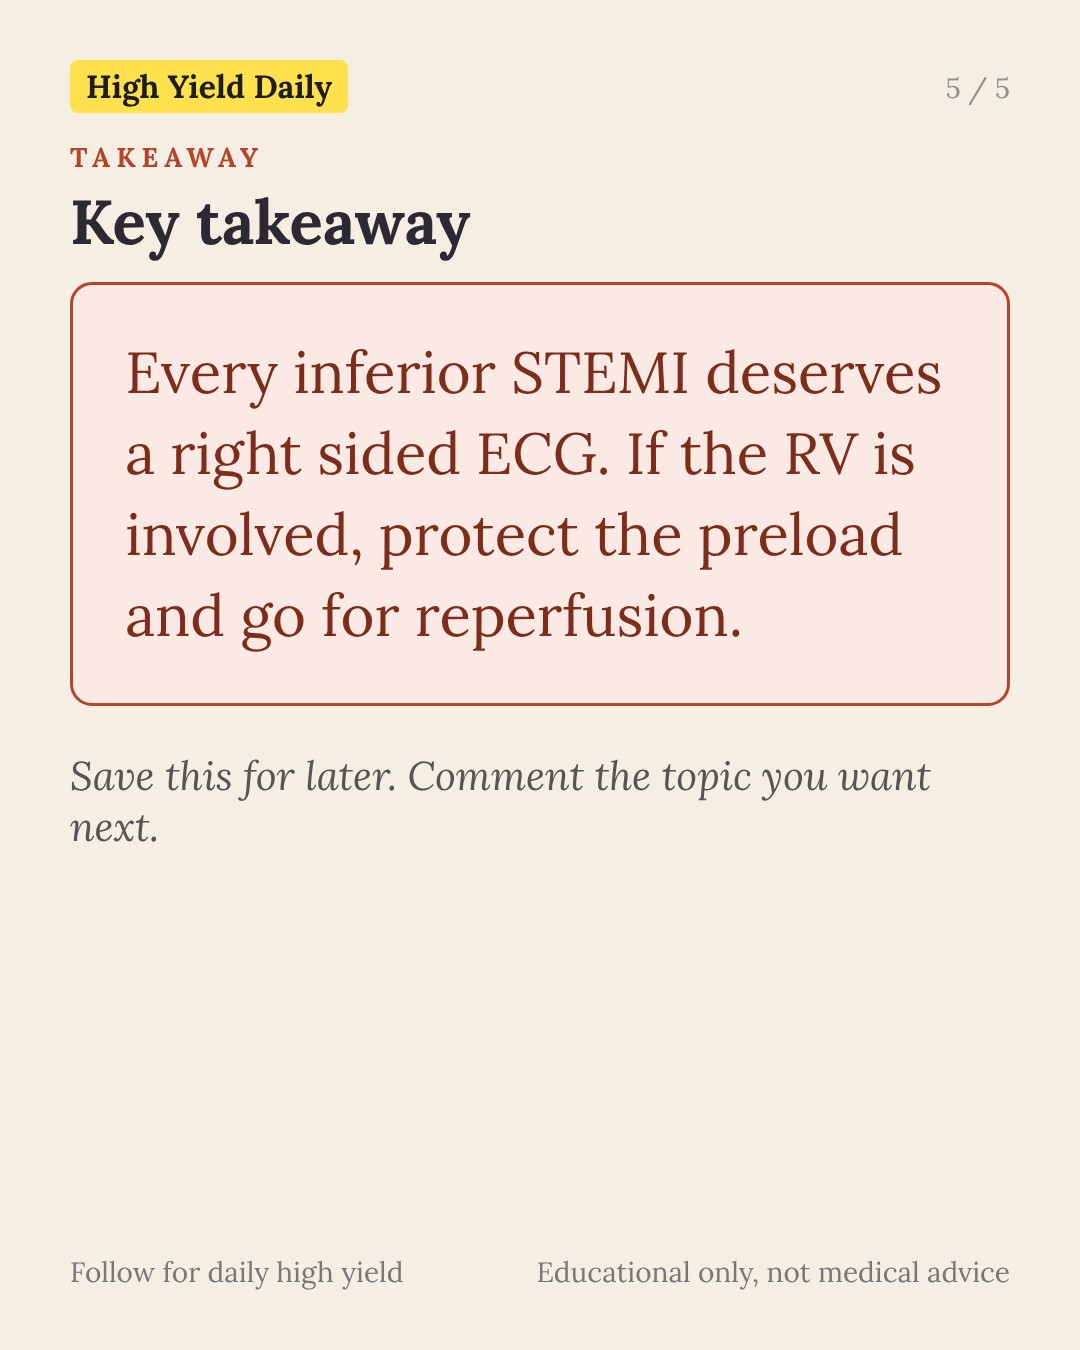 High Yield Daily
5 / 5
TAKEAWAY
Key takeaway
Every inferior STEMI deserves
a right sided ECG. If the RV is
involved, protect the preload
and go for reperfusion.
Save this for later. Comment the topic you want
next.
Follow for daily high yield
Educational only, not medical advice